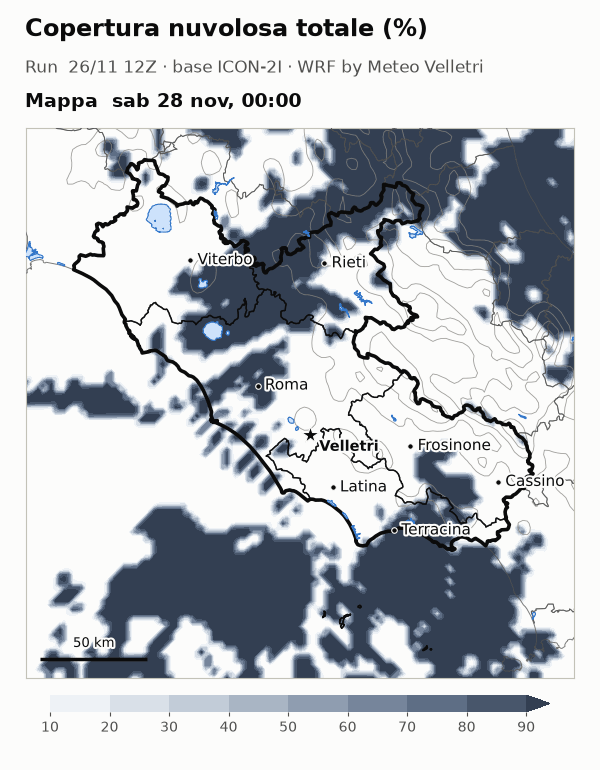 Copertura nuvolosa totale (%)
Run  26/11 12Z · base ICON-2I · WRF by Meteo Velletri
Mappa  sab 28 nov, 00:00
Viterbo
Rieti
Roma
Velletri
Frosinone
Latina
Cassino
Terracina
50 km
10 20 30 40 50 60 70 80 90